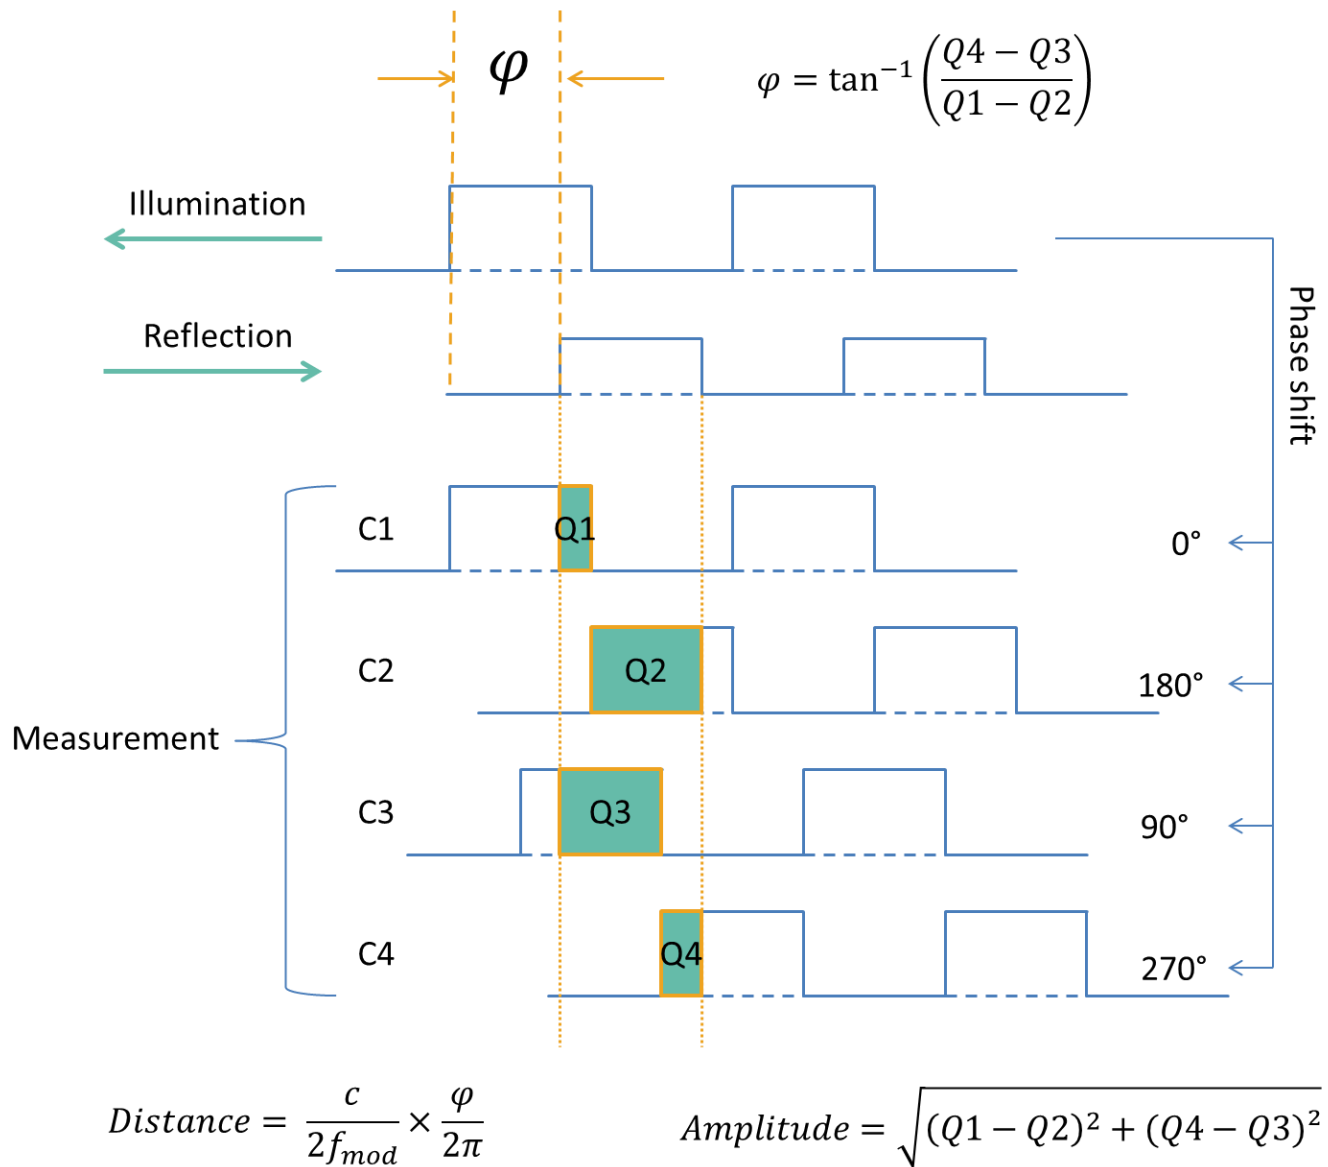 φ
φ = tan⁻¹((Q4 − Q3)/(Q1 − Q2))
Illumination
Reflection
Phase shift
C1
Q1
0°
C2
Q2
180°
Measurement
C3
Q3
90°
C4
Q4
270°
Distance = c/(2f_mod) × φ/(2π)
Amplitude = √((Q1 − Q2)² + (Q4 − Q3)²)